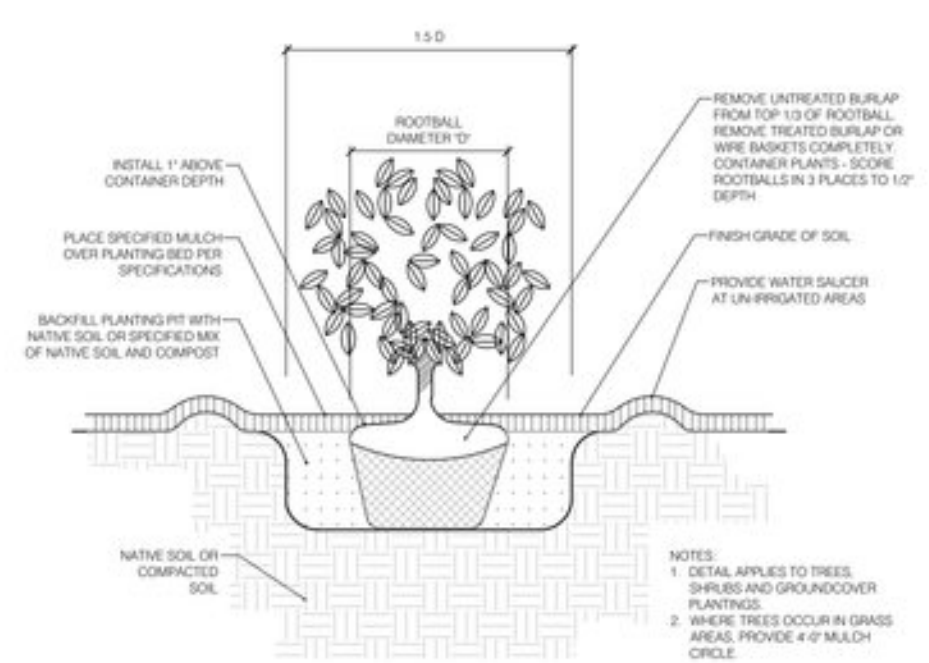 1.5 D
ROOTBALL
DIAMETER "D"
INSTALL 1" ABOVE
CONTAINER DEPTH
PLACE SPECIFIED MULCH
OVER PLANTING BED PER
SPECIFICATIONS
BACKFILL PLANTING PIT WITH
NATIVE SOIL OR SPECIFIED MIX
OF NATIVE SOIL AND COMPOST
NATIVE SOIL OR
COMPACTED
SOIL
REMOVE UNTREATED BURLAP
FROM TOP 1/3 OF ROOTBALL.
REMOVE TREATED BURLAP OR
WIRE BASKETS COMPLETELY.
CONTAINER PLANTS - SCORE
ROOTBALLS IN 3 PLACES TO 1/2"
DEPTH
FINISH GRADE OF SOIL
PROVIDE WATER SAUCER
AT UN-IRRIGATED AREAS
NOTES:
1. DETAIL APPLIES TO TREES,
SHRUBS AND GROUNDCOVER
PLANTINGS.
2. WHERE TREES OCCUR IN GRASS
AREAS, PROVIDE 4'-0" MULCH
CIRCLE.